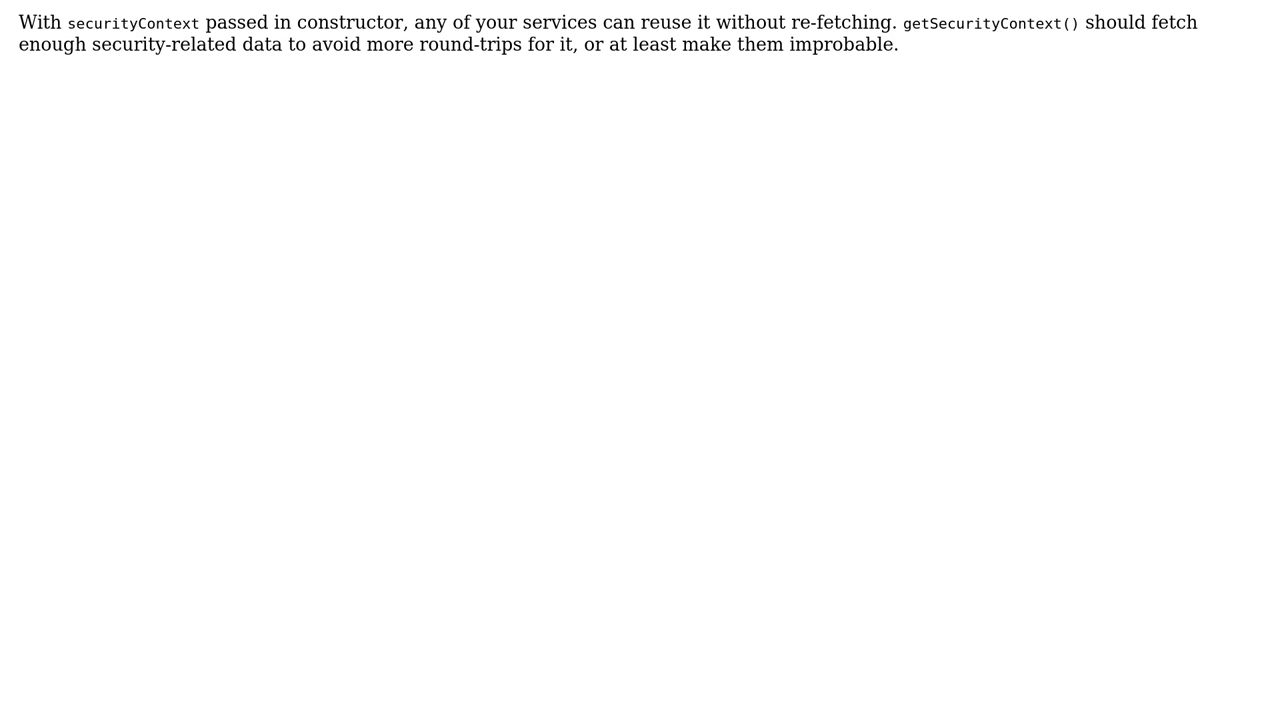 With securityContext passed in constructor, any of your services can reuse it without re-fetching. getSecurityContext() should fetch
enough security-related data to avoid more round-trips for it, or at least make them improbable.